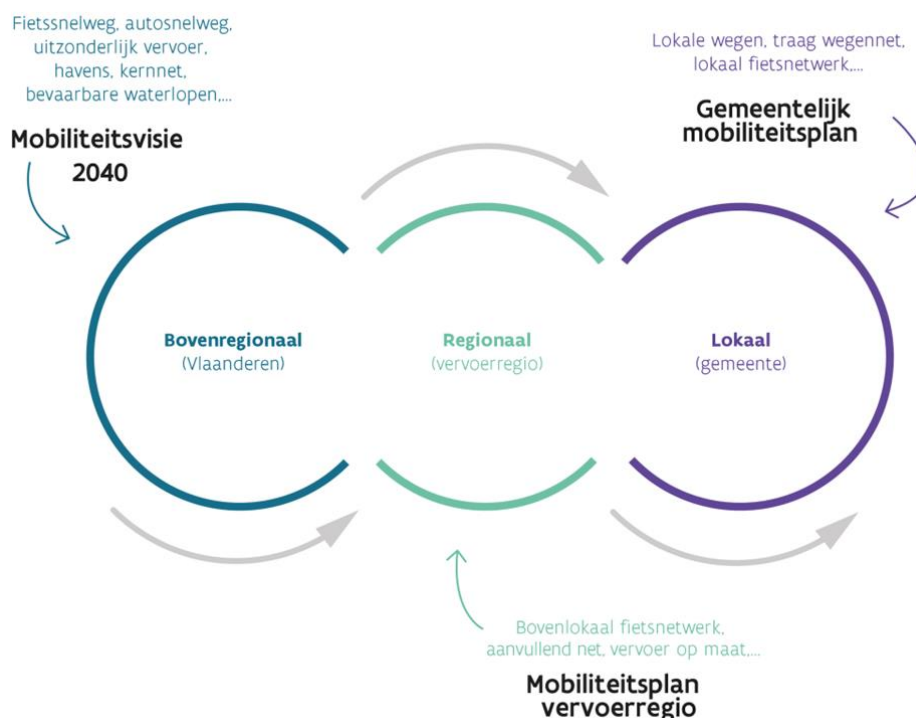 Fietssnelweg, autosnelweg,
uitzonderlijk vervoer,
havens, kernnet,
bevaarbare waterlopen,...
Mobiliteitsvisie
2040
Lokale wegen, traag wegennet,
lokaal fietsnetwerk,...
Gemeentelijk
mobiliteitsplan
Bovenregionaal
(Vlaanderen)
Regionaal
(vervoerregio)
Lokaal
(gemeente)
Bovenlokaal fietsnetwerk,
aanvullend net, vervoer op maat,...
Mobiliteitsplan
vervoerregio